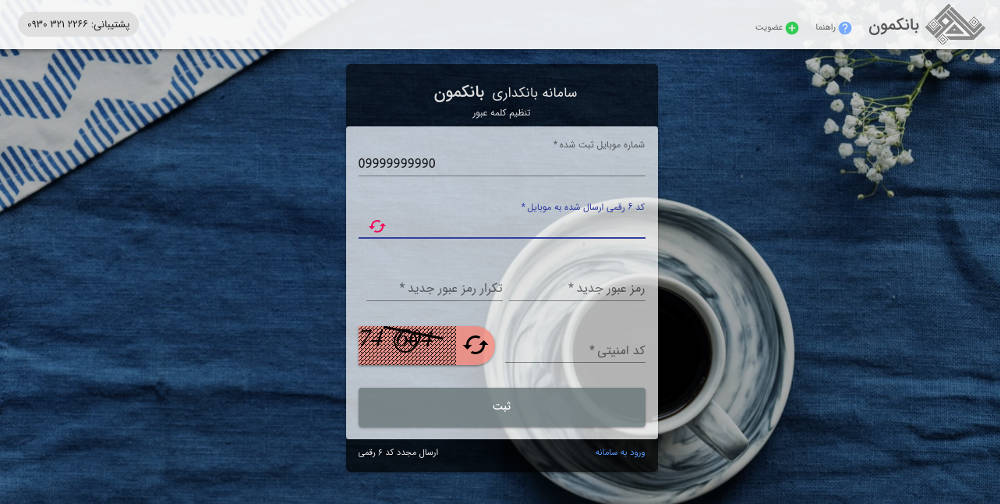 بانکمون
راهنما
عضویت
پشتیبانی: ۲۲۶۶ ۳۲۱ ۰۹۳۰
سامانه بانکداری بانکمون
تنظیم کلمه عبور
شماره موبایل ثبت شده *
09999999990
کد ۶ رقمی ارسال شده به موبایل *
رمز عبور جدید *
تکرار رمز عبور جدید *
کد امنیتی *
ثبت
ورود به سامانه
ارسال مجدد کد ۶ رقمی